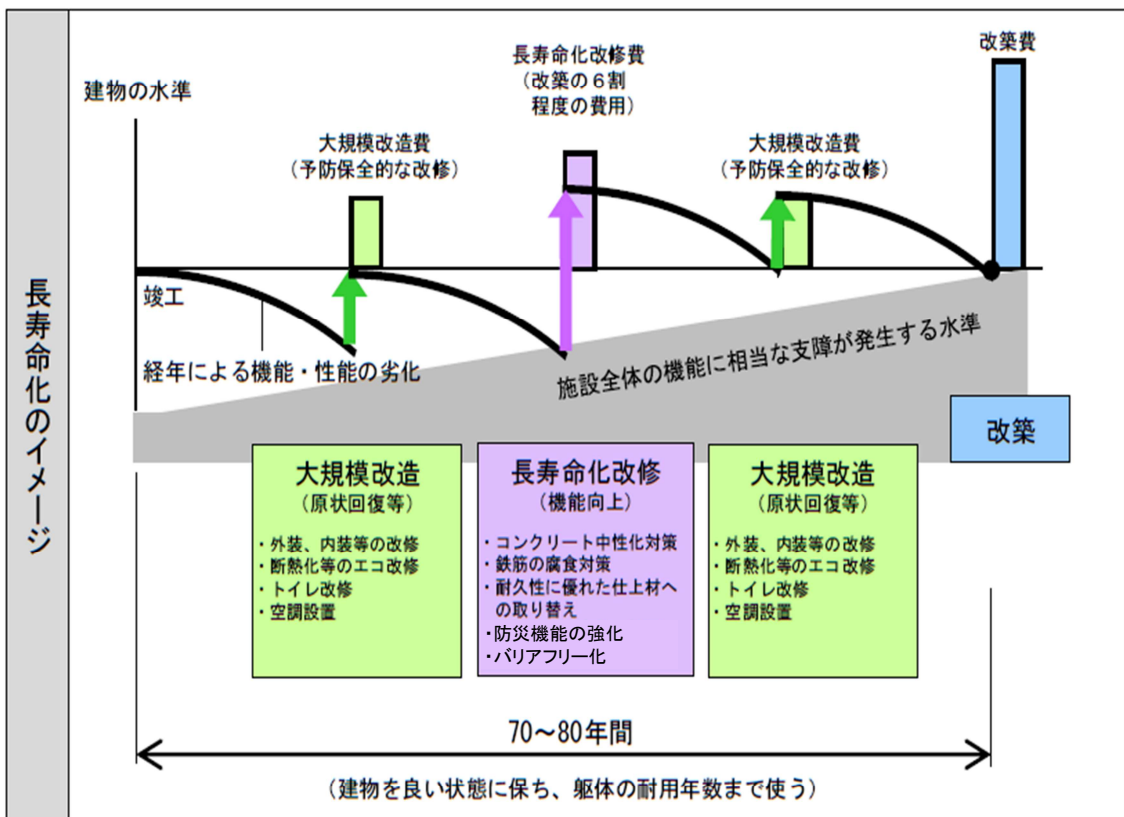 長寿命化のイメージ
建物の水準
大規模改造費
（予防保全的な改修）
長寿命化改修費
（改築の６割
程度の費用）
大規模改造費
（予防保全的な改修）
改築費
竣工
経年による機能・性能の劣化
施設全体の機能に相当な支障が発生する水準
大規模改造
（原状回復等）
・外装、内装等の改修
・断熱化等のエコ改修
・トイレ改修
・空調設置
長寿命化改修
（機能向上）
・コンクリート中性化対策
・鉄筋の腐食対策
・耐久性に優れた仕上材へ
の取り替え
・防災機能の強化
・バリアフリー化
大規模改造
（原状回復等）
・外装、内装等の改修
・断熱化等のエコ改修
・トイレ改修
・空調設置
改築
70～80年間
（建物を良い状態に保ち、躯体の耐用年数まで使う）